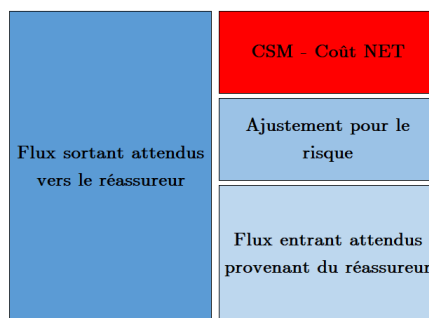 Flux sortant attendus
vers le réassureur
CSM - Coût NET
Ajustement pour le
risque
Flux entrant attendus
provenant du réassureur